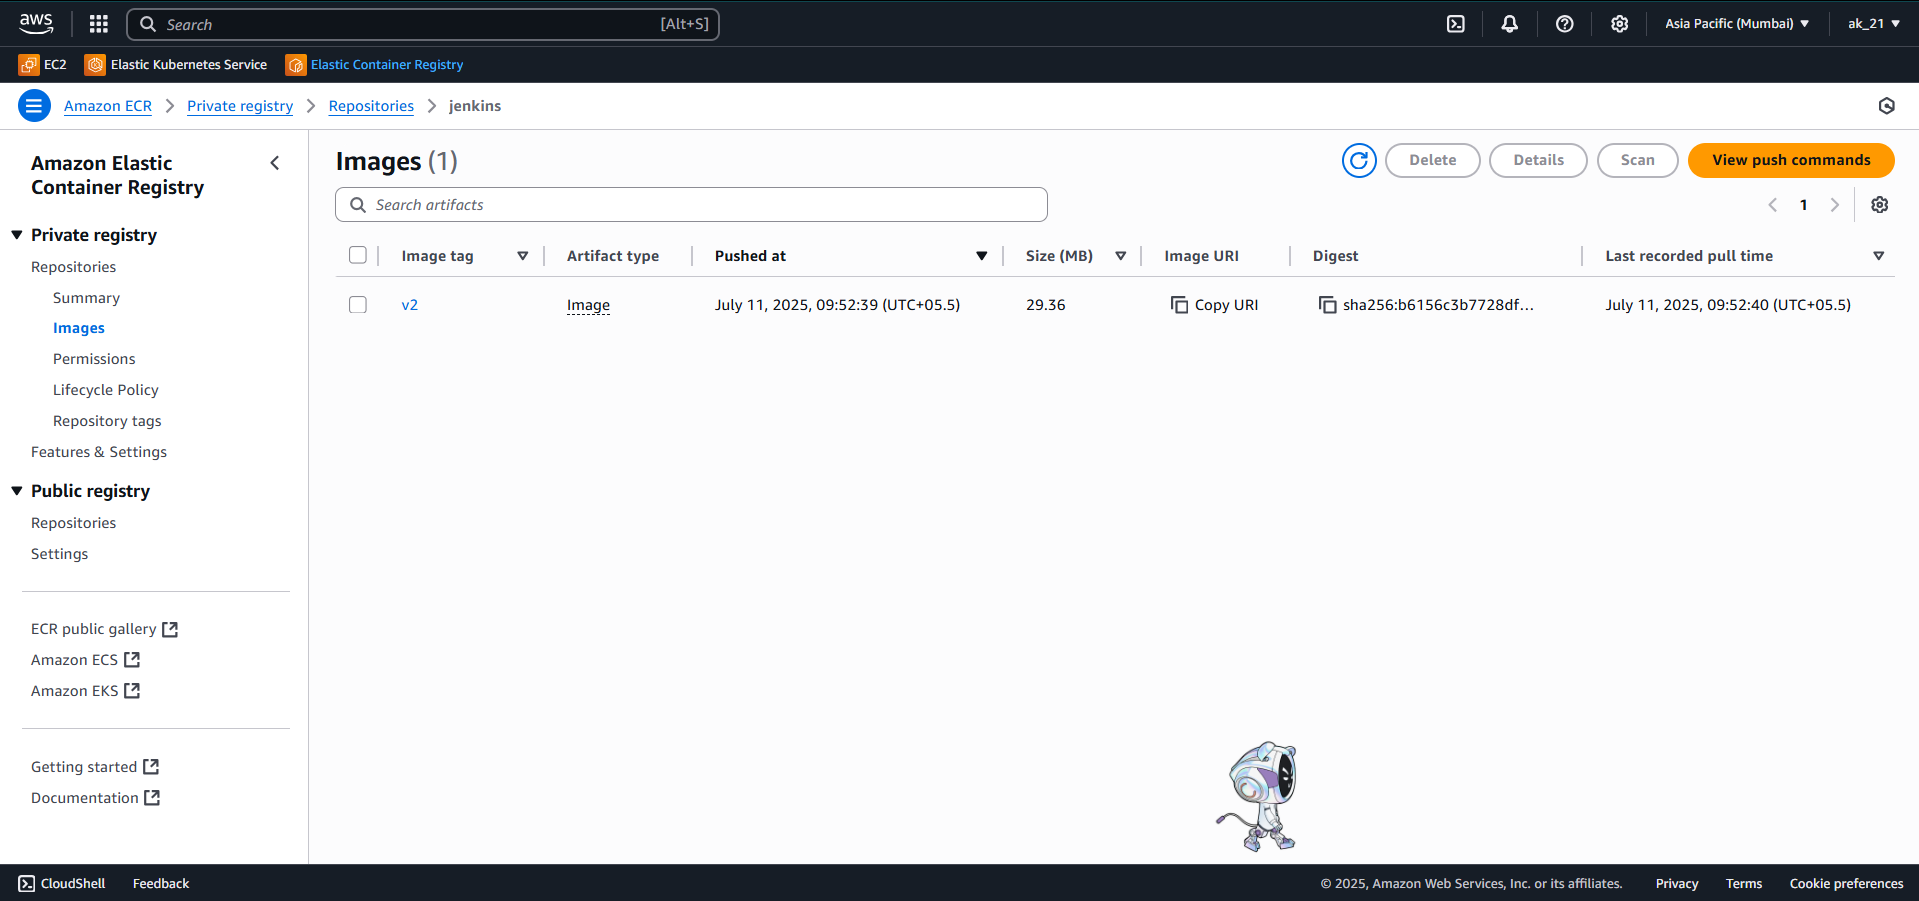 aws
Search [Alt+S]
Asia Pacific (Mumbai)
ak_21
EC2
Elastic Kubernetes Service
Elastic Container Registry
Amazon ECR
Private registry
Repositories
jenkins
Amazon Elastic
Container Registry
Private registry
Repositories
Summary
Images
Permissions
Lifecycle Policy
Repository tags
Features & Settings
Public registry
Repositories
Settings
ECR public gallery
Amazon ECS
Amazon EKS
Getting started
Documentation
Images (1)
Delete
Details
Scan
View push commands
Search artifacts
1
Image tag
Artifact type
Pushed at
Size (MB)
Image URI
Digest
Last recorded pull time
v2
Image
July 11, 2025, 09:52:39 (UTC+05.5)
29.36
Copy URI
sha256:b6156c3b7728df...
July 11, 2025, 09:52:40 (UTC+05.5)
CloudShell
Feedback
© 2025, Amazon Web Services, Inc. or its affiliates.
Privacy
Terms
Cookie preferences